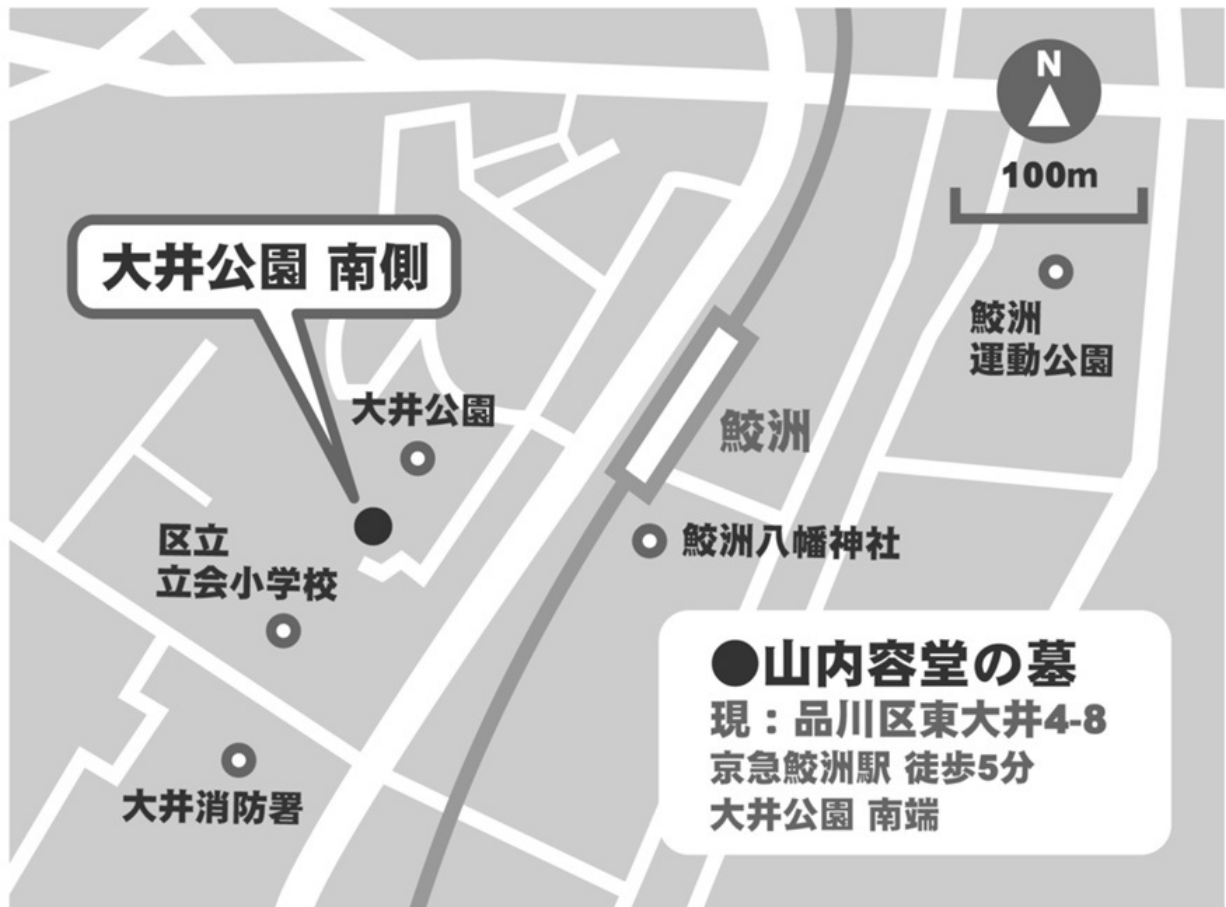 N
100m
大井公園 南側
鮫洲
運動公園
大井公園
鮫洲
区立
立会小学校
鮫洲八幡神社
●山内容堂の墓
現：品川区東大井4-8
京急鮫洲駅 徒歩5分
大井公園 南端
大井消防署